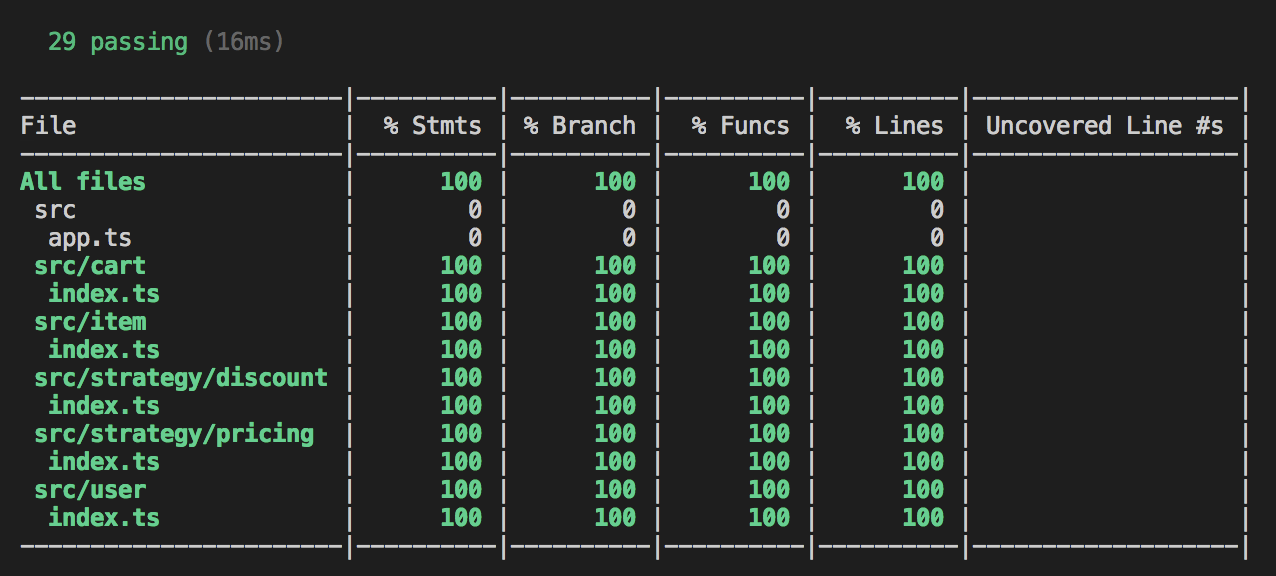 29 passing (16ms)
-----------------------|----------|----------|----------|----------|-------------------|
File                   |  % Stmts | % Branch |  % Funcs |  % Lines | Uncovered Line #s |
-----------------------|----------|----------|----------|----------|-------------------|
All files              |      100 |      100 |      100 |      100 |                   |
 src                   |        0 |        0 |        0 |        0 |                   |
  app.ts               |        0 |        0 |        0 |        0 |                   |
 src/cart              |      100 |      100 |      100 |      100 |                   |
  index.ts             |      100 |      100 |      100 |      100 |                   |
 src/item              |      100 |      100 |      100 |      100 |                   |
  index.ts             |      100 |      100 |      100 |      100 |                   |
 src/strategy/discount |      100 |      100 |      100 |      100 |                   |
  index.ts             |      100 |      100 |      100 |      100 |                   |
 src/strategy/pricing  |      100 |      100 |      100 |      100 |                   |
  index.ts             |      100 |      100 |      100 |      100 |                   |
 src/user              |      100 |      100 |      100 |      100 |                   |
  index.ts             |      100 |      100 |      100 |      100 |                   |
-----------------------|----------|----------|----------|----------|-------------------|